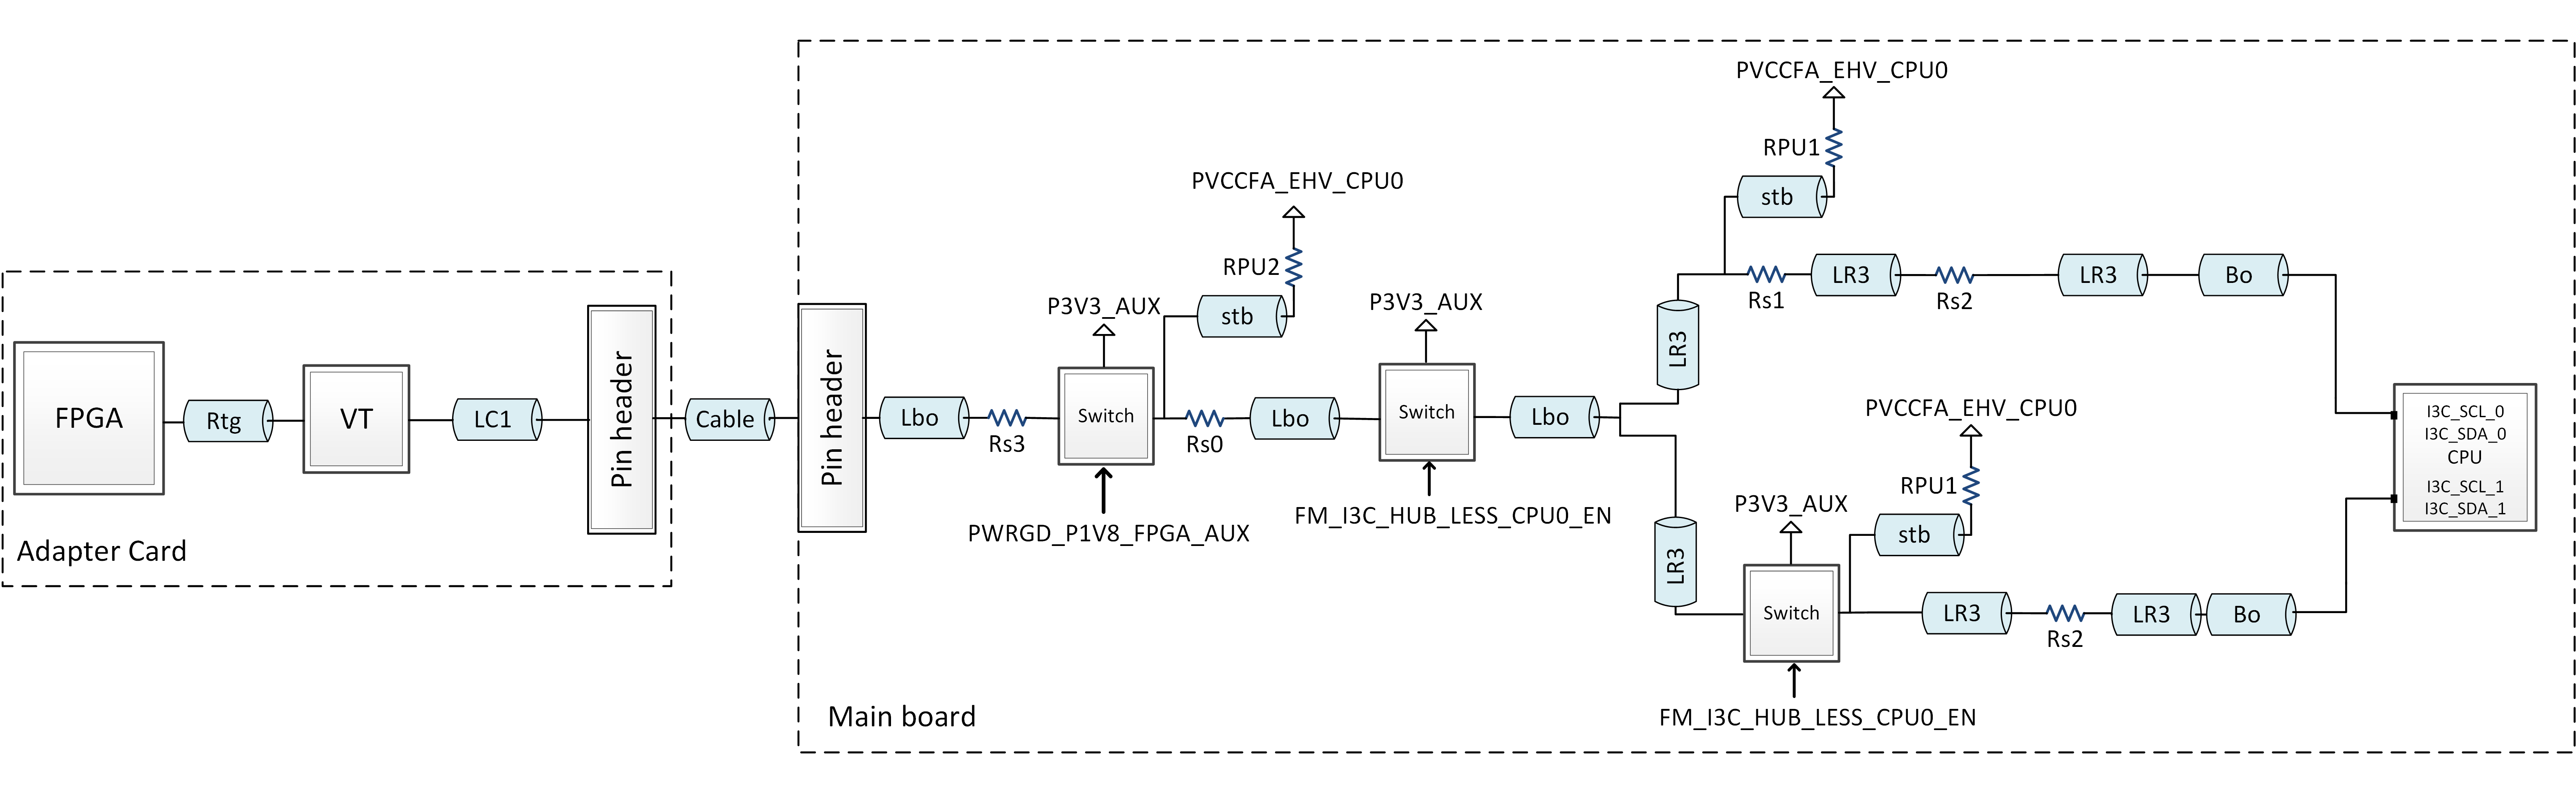 PVCCFA_EHV_CPU0
RPU1
stb
PVCCFA_EHV_CPU0
RPU2
stb
P3V3_AUX
P3V3_AUX
LR3
Rs1
LR3
Rs2
LR3
Bo
FPGA
Rtg
VT
LC1
Pin header
Adapter Card
Cable
Pin header
Lbo
Rs3
Switch
PWRGD_P1V8_FPGA_AUX
Rs0
Lbo
Switch
FM_I3C_HUB_LESS_CPU0_EN
Lbo
LR3
PVCCFA_EHV_CPU0
RPU1
stb
P3V3_AUX
Switch
FM_I3C_HUB_LESS_CPU0_EN
LR3
Rs2
LR3
Bo
I3C_SCL_0
I3C_SDA_0
CPU
I3C_SCL_1
I3C_SDA_1
Main board